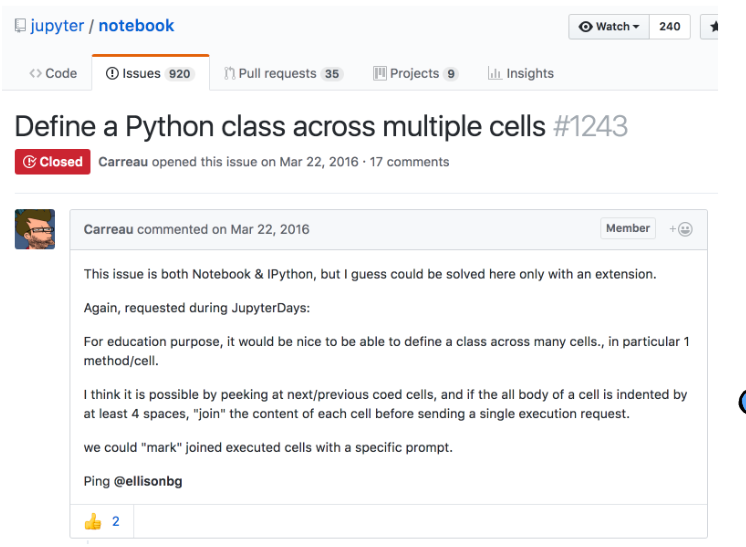 jupyter / notebook
Watch 240
Code Issues 920 Pull requests 35 Projects 9 Insights
Define a Python class across multiple cells #1243
Closed Carreau opened this issue on Mar 22, 2016 · 17 comments
Carreau commented on Mar 22, 2016 Member +
This issue is both Notebook & IPython, but I guess could be solved here only with an extension.
Again, requested during JupyterDays:
For education purpose, it would be nice to be able to define a class across many cells., in particular 1
method/cell.
I think it is possible by peeking at next/previous coed cells, and if the all body of a cell is indented by
at least 4 spaces, "join" the content of each cell before sending a single execution request.
we could "mark" joined executed cells with a specific prompt.
Ping @ellisonbg
2